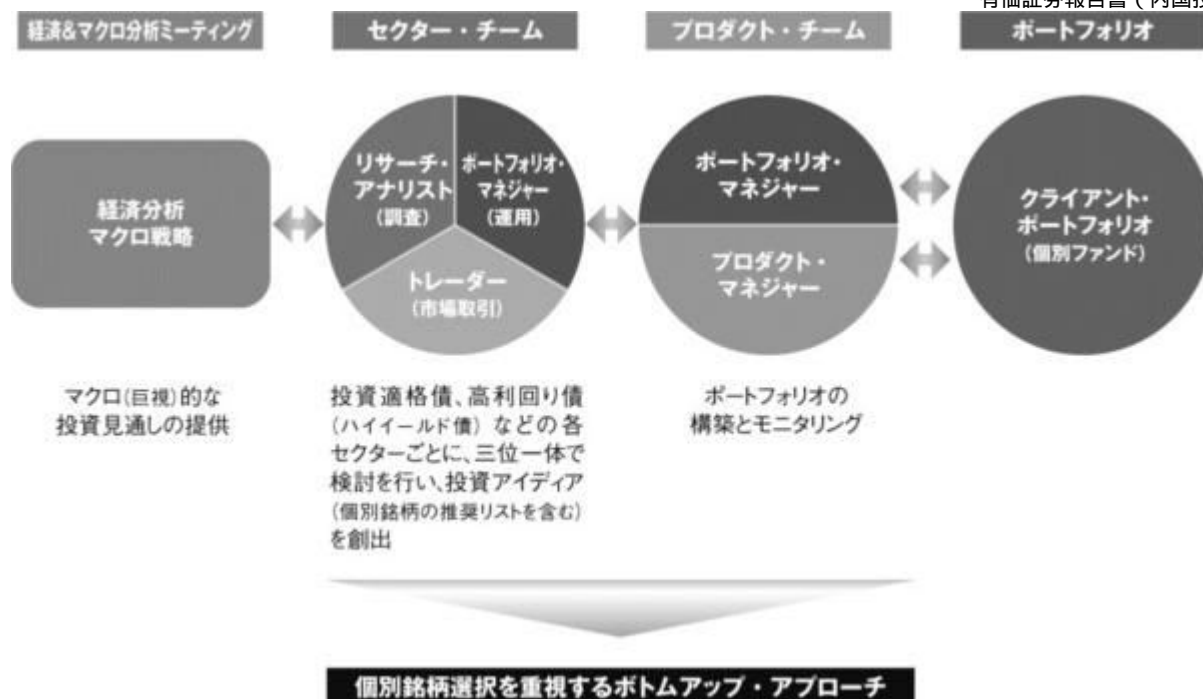 有価証券報告書(内国投
経済&マクロ分析ミーティング
セクター・チーム
プロダクト・チーム
ポートフォリオ
経済分析
マクロ戦略
リサーチ・
アナリスト
(調査)
ポートフォリオ・
マネジャー
(運用)
トレーダー
(市場取引)
ポートフォリオ・
マネジャー
プロダクト・
マネジャー
クライアント・
ポートフォリオ
(個別ファンド)
マクロ(巨視)的な
投資見通しの提供
投資適格債、高利回り債
(ハイイールド債)などの各
セクターごとに、三位一体で
検討を行い、投資アイディア
(個別銘柄の推奨リストを含む)
を創出
ポートフォリオの
構築とモニタリング
個別銘柄選択を重視するボトムアップ・アプローチ